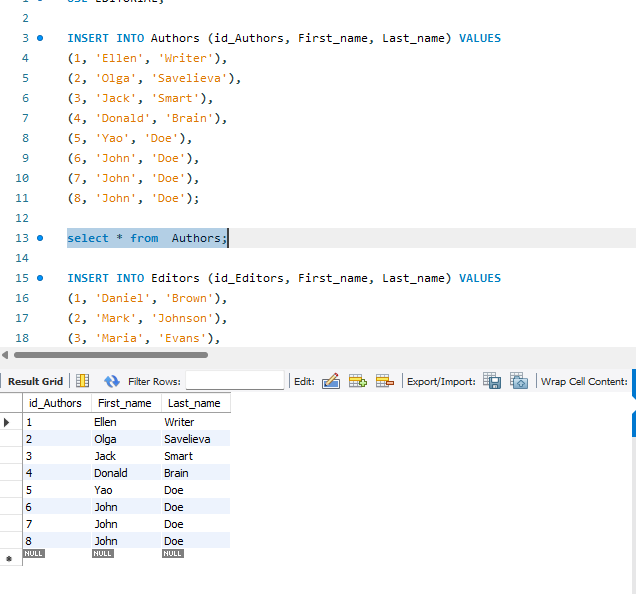 1 USE EDITORIAL;
2
3 INSERT INTO Authors (id_Authors, First_name, Last_name) VALUES
4 (1, 'Ellen', 'Writer'),
5 (2, 'Olga', 'Savelieva'),
6 (3, 'Jack', 'Smart'),
7 (4, 'Donald', 'Brain'),
8 (5, 'Yao', 'Doe'),
9 (6, 'John', 'Doe'),
10 (7, 'John', 'Doe'),
11 (8, 'John', 'Doe');
12
13 select * from  Authors;
14
15 INSERT INTO Editors (id_Editors, First_name, Last_name) VALUES
16 (1, 'Daniel', 'Brown'),
17 (2, 'Mark', 'Johnson'),
18 (3, 'Maria', 'Evans'),
Result Grid Filter Rows: Edit: Export/Import: Wrap Cell Content:
id_Authors First_name Last_name
1 Ellen Writer
2 Olga Savelieva
3 Jack Smart
4 Donald Brain
5 Yao Doe
6 John Doe
7 John Doe
8 John Doe
NULL NULL NULL